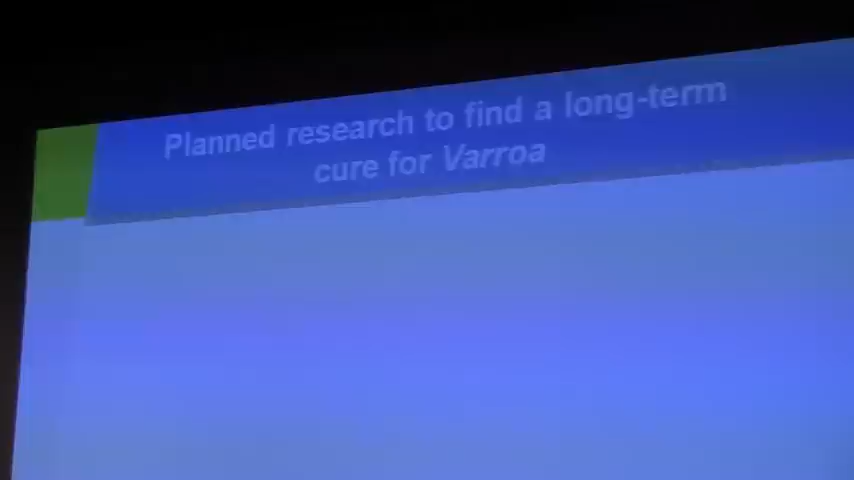 Planned research to find a long-term
cure for Varroa